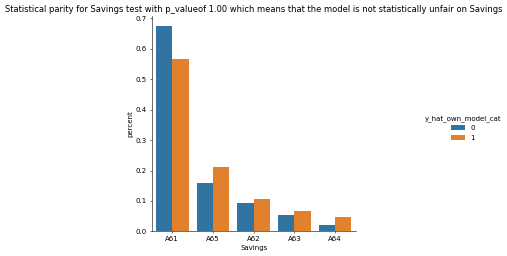 Statistical parity for Savings test with p_valueof 1.00 which means that the model is not statistically unfair on Savings
0.7
0.6
0.5
0.4
0.3
0.2
0.1
0.0
percent
A61 A65 A62 A63 A64
Savings
y_hat_own_model_cat
0
1